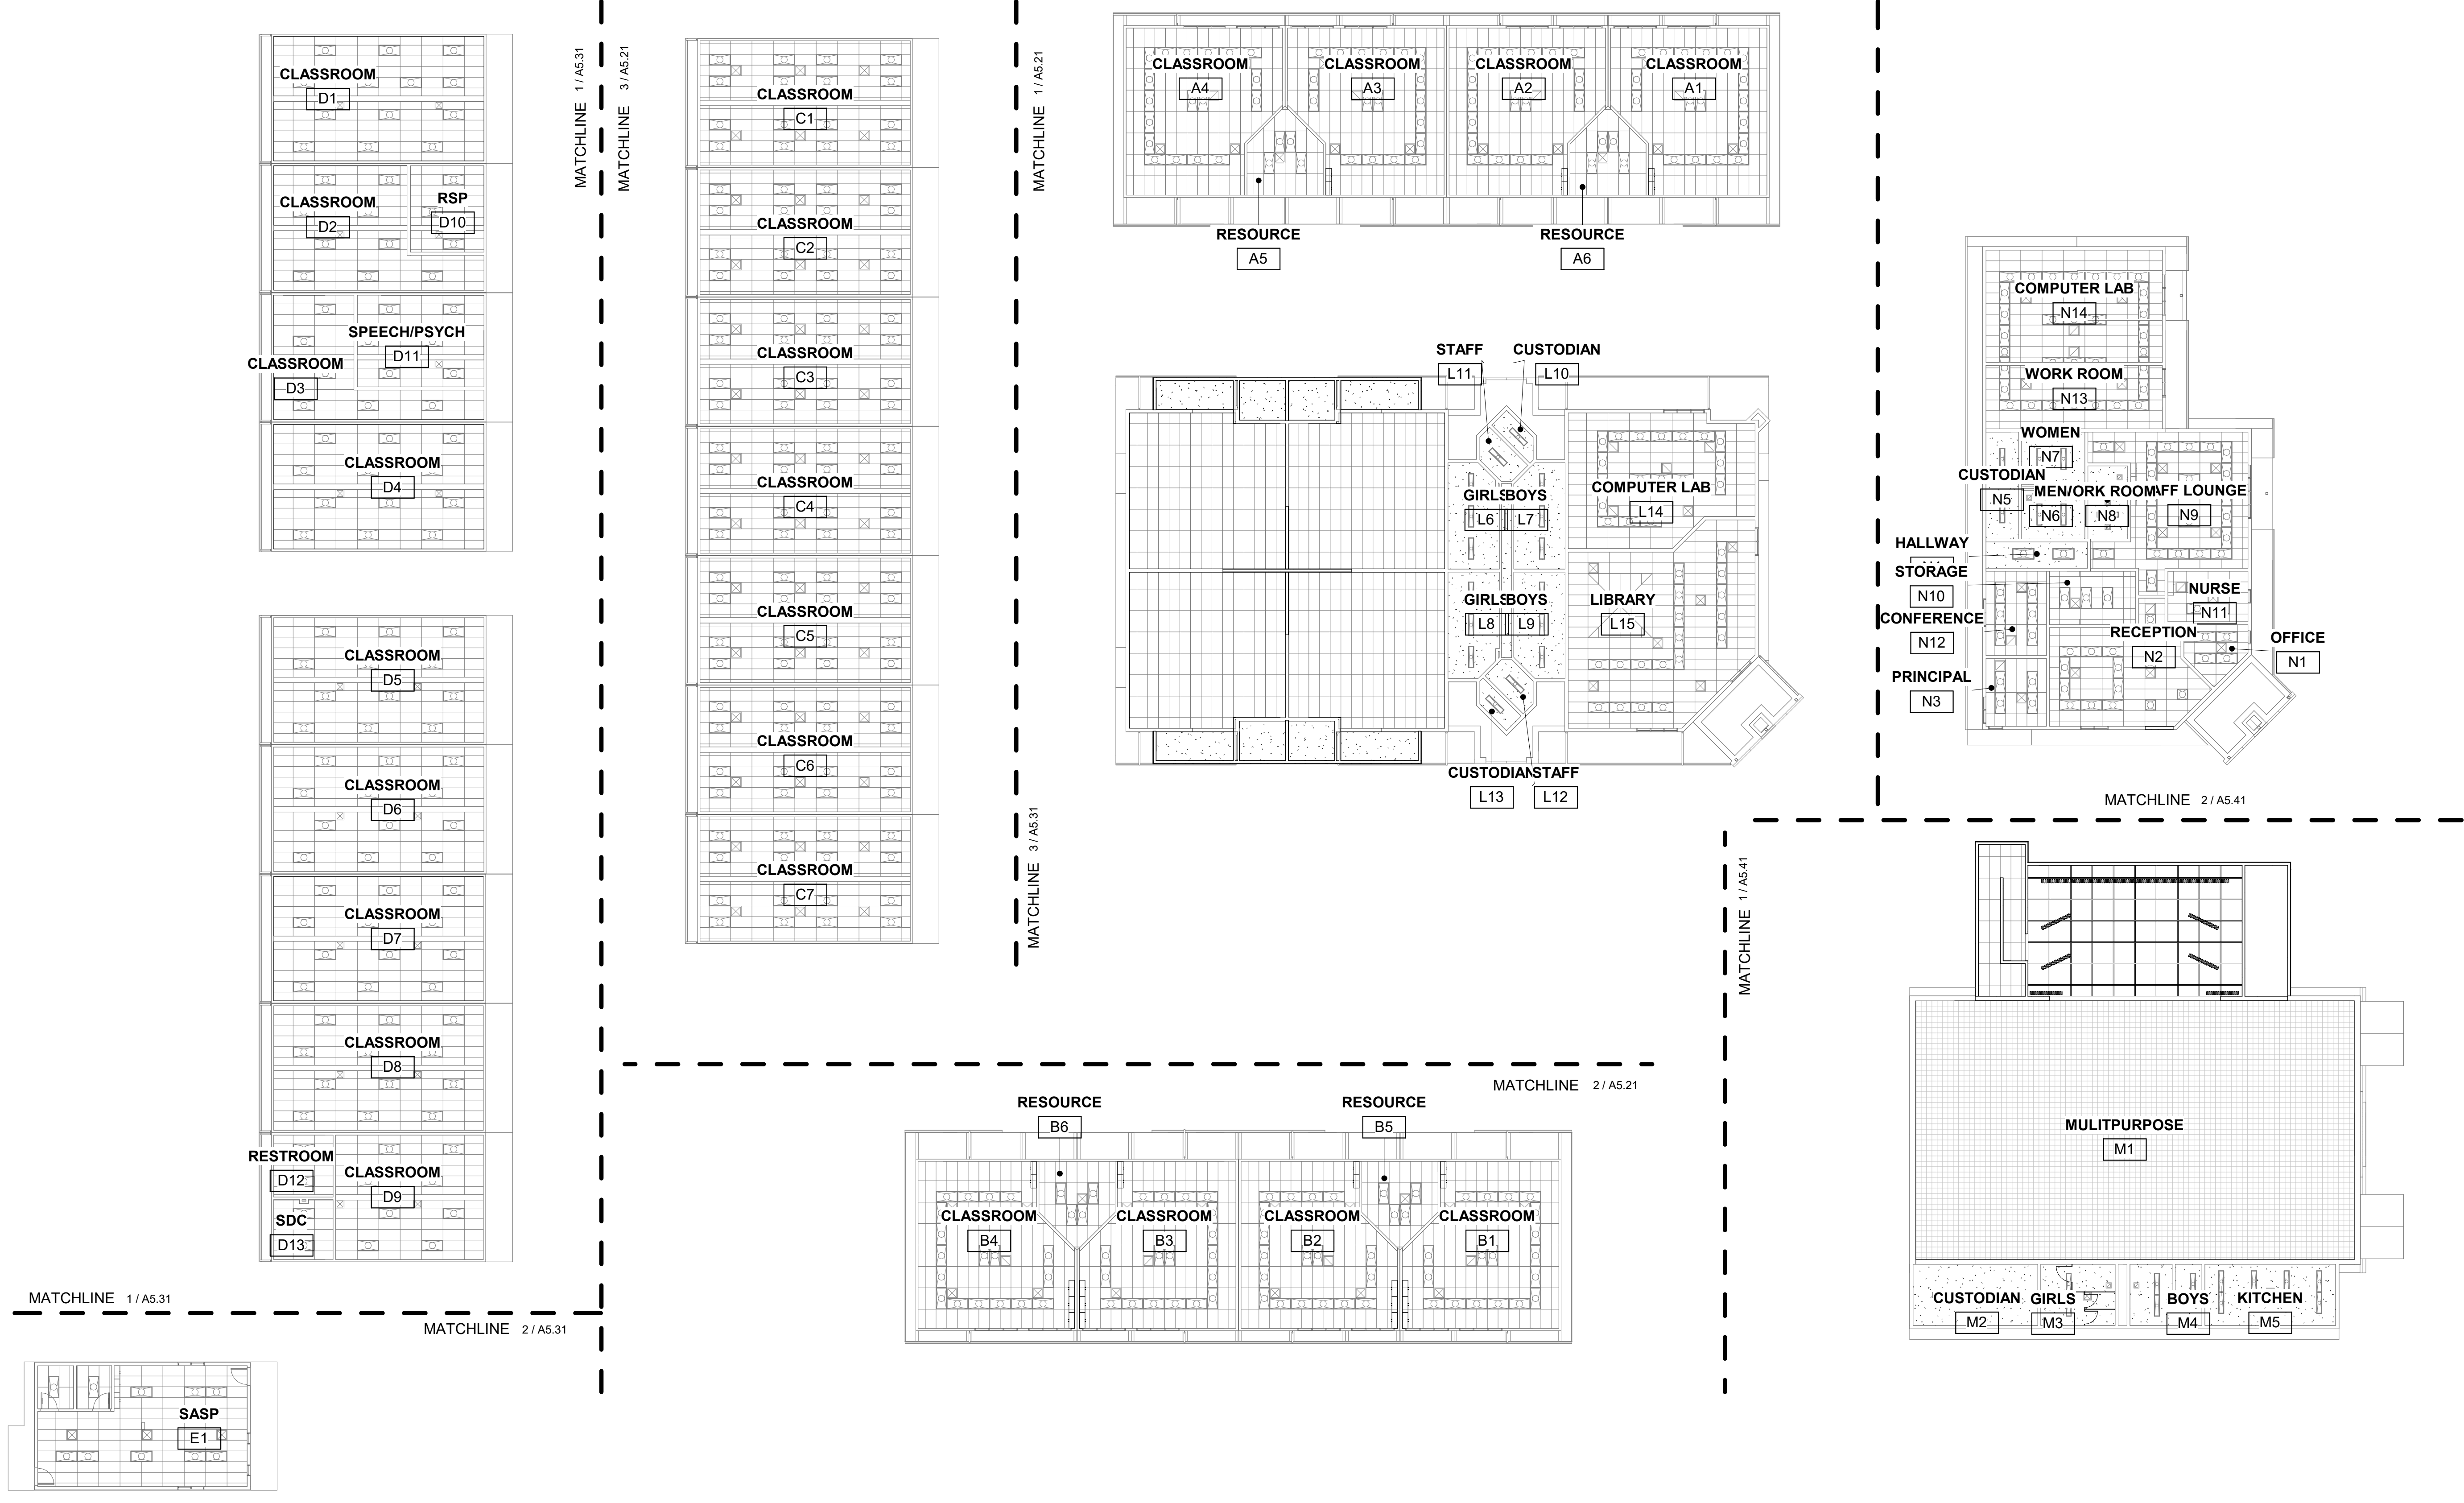 CLASSROOM
D1
CLASSROOM
D2
RSP
D10
SPEECH/PSYCH
D11
CLASSROOM
D3
CLASSROOM
D4
CLASSROOM
D5
CLASSROOM
D6
CLASSROOM
D7
CLASSROOM
D8
RESTROOM
D12
CLASSROOM
D9
SDC
D13
MATCHLINE 1 / A5.31
MATCHLINE 2 / A5.31
SASP
E1
MATCHLINE 1 / A5.31
MATCHLINE 3 / A5.21
CLASSROOM
C1
CLASSROOM
C2
CLASSROOM
C3
CLASSROOM
C4
CLASSROOM
C5
CLASSROOM
C6
CLASSROOM
C7
MATCHLINE 1 / A5.21
MATCHLINE 3 / A5.31
CLASSROOM
A4
CLASSROOM
A3
CLASSROOM
A2
CLASSROOM
A1
RESOURCE
A5
RESOURCE
A6
STAFF
L11
CUSTODIAN
L10
GIRLS
L6
BOYS
L7
COMPUTER LAB
L14
GIRLS
L8
BOYS
L9
LIBRARY
L15
CUSTODIAN
L13
STAFF
L12
MATCHLINE 2 / A5.21
RESOURCE
B6
RESOURCE
B5
CLASSROOM
B4
CLASSROOM
B3
CLASSROOM
B2
CLASSROOM
B1
COMPUTER LAB
N14
WORK ROOM
N13
WOMEN
N7
CUSTODIAN
N5
MEN
N6
ORK ROOM
N8
AFF LOUNGE
N9
HALLWAY
STORAGE
N10
NURSE
N11
CONFERENCE
N12
RECEPTION
N2
OFFICE
N1
PRINCIPAL
N3
MATCHLINE 2 / A5.41
MATCHLINE 1 / A5.41
MULITPURPOSE
M1
CUSTODIAN
M2
GIRLS
M3
BOYS
M4
KITCHEN
M5